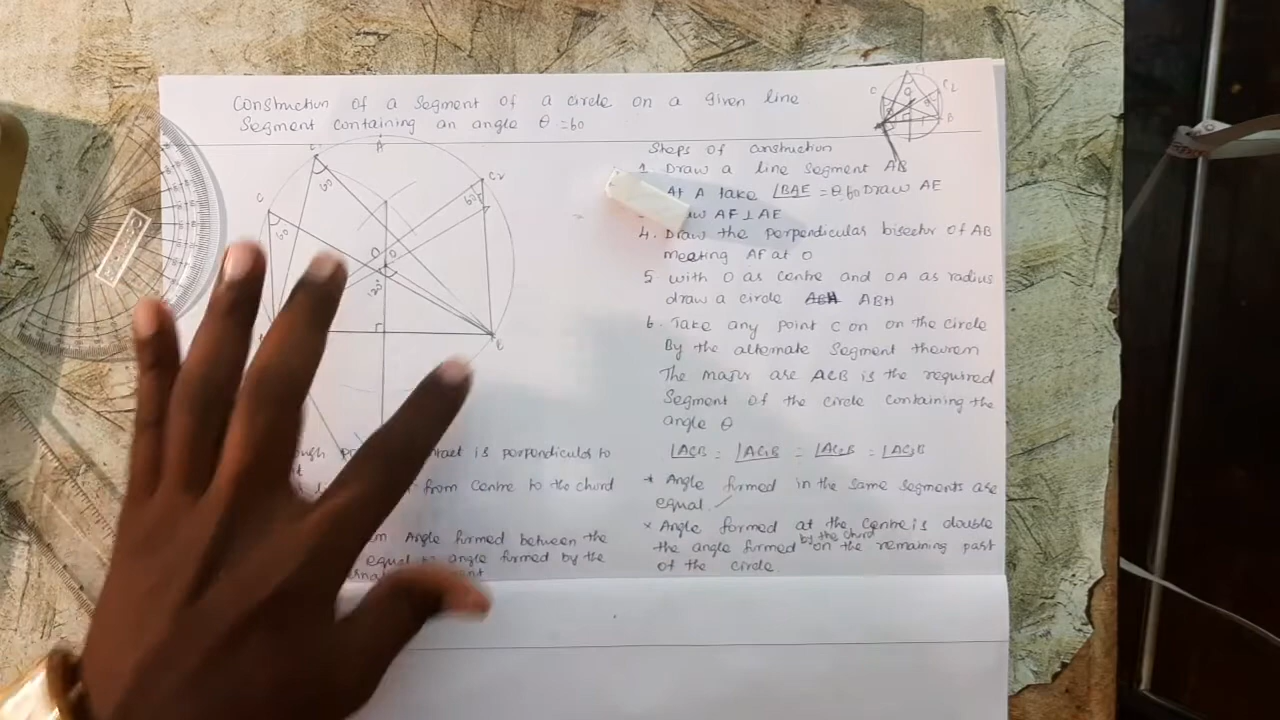 Construction of a segment of a circle on a given line
Segment containing an angle θ = 60
Steps of construction
1. Draw a line segment AB
At A take ∠BAE = θ 60 Draw AE
AF ⊥ AE
4. Draw the perpendicular bisector of AB
meeting AF at O
5. with O as centre and OA as radius
draw a circle ABH
6. Take any point C on on the circle
By the alternate segment theorem
The major arc ACB is the required
Segment of the circle containing the
angle θ
∠ACB = ∠AC1B = ∠AC2B = ∠AC3B
* Angle formed in the same segments are
equal
* Angle formed at the centre is double
the angle formed by the chord on the remaining part
of the circle.
is perpendicular to
from centre to the chord
Angle formed between the
equal to angle formed by the
C
A
C2
60
60
O
120°
B
C
C2
O
B